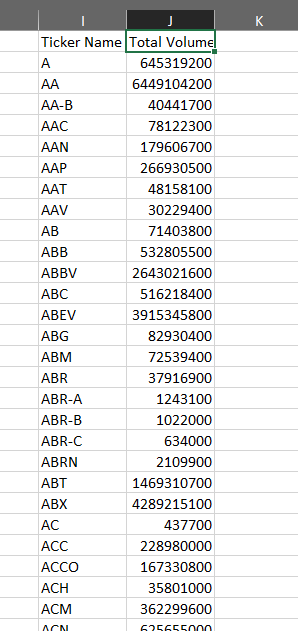 I J K
Ticker Name Total Volume
A 645319200
AA 6449104200
AA-B 40441700
AAC 78122300
AAN 179606700
AAP 266930500
AAT 48158100
AAV 30229400
AB 71403800
ABB 532805500
ABBV 2643021600
ABC 516218400
ABEV 3915345800
ABG 82930400
ABM 72539400
ABR 37916900
ABR-A 1243100
ABR-B 1022000
ABR-C 634000
ABRN 2109900
ABT 1469310700
ABX 4289215100
AC 437700
ACC 228980000
ACCO 167330800
ACH 35801000
ACM 362299600
ACN 625655000